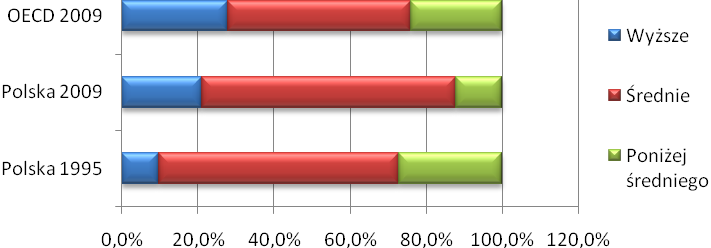 OECD 2009
Polska 2009
Polska 1995
0,0% 20,0% 40,0% 60,0% 80,0% 100,0% 120,0%
Wyższe
Średnie
Poniżej
średniego